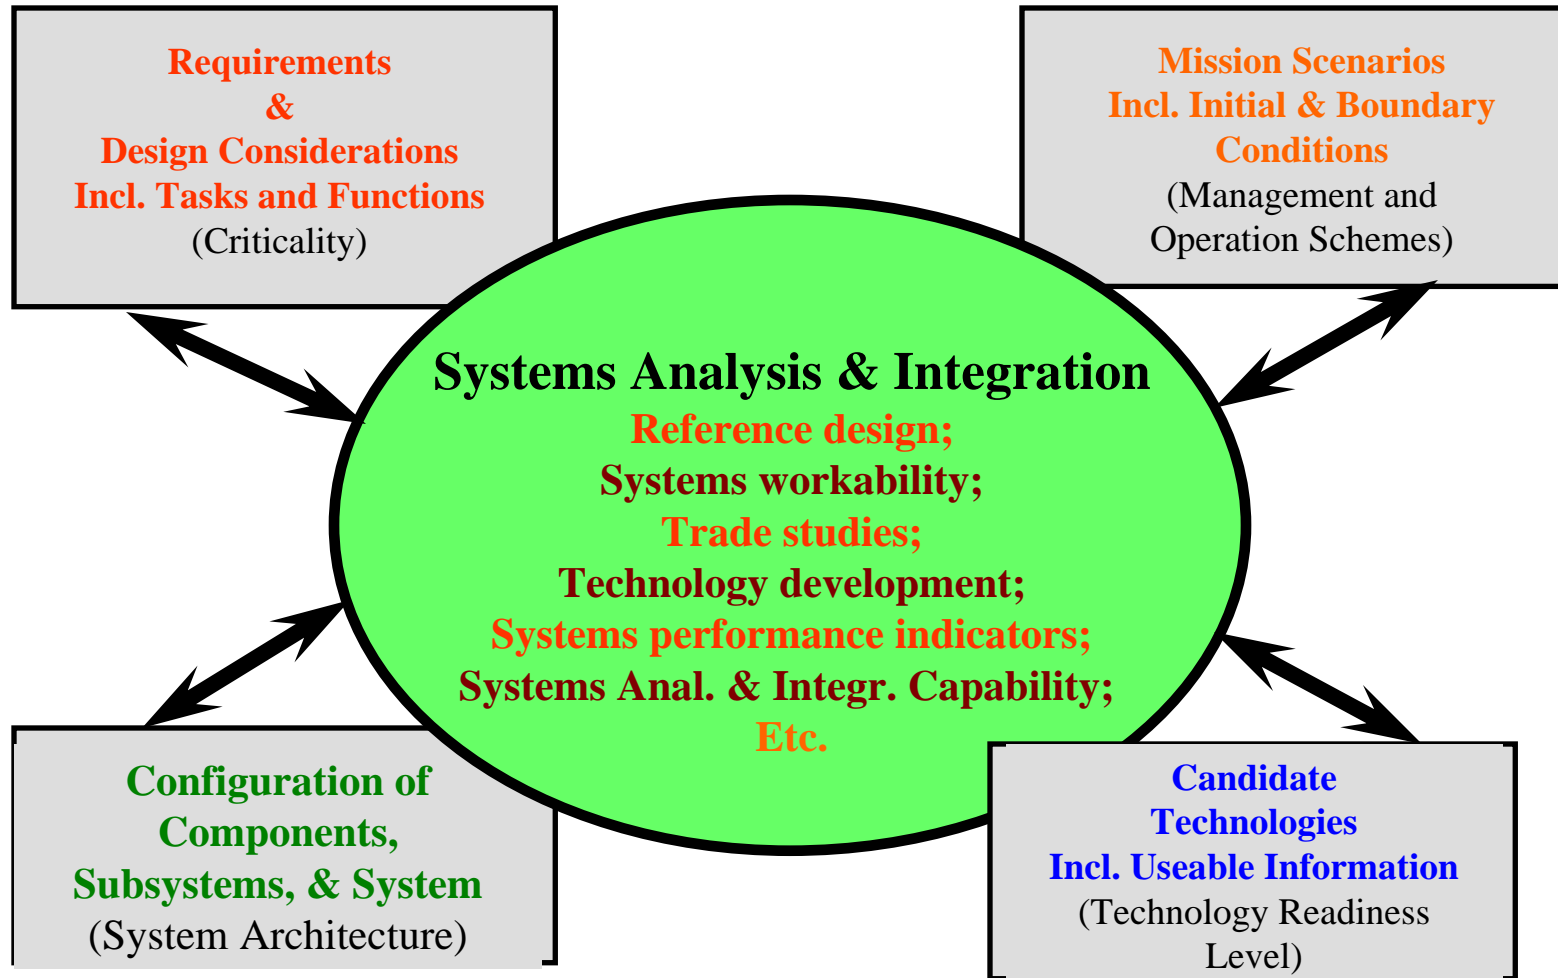 Requirements
&
Design Considerations
Incl. Tasks and Functions
(Criticality)
Mission Scenarios
Incl. Initial & Boundary
Conditions
(Management and
Operation Schemes)
Systems Analysis & Integration
Reference design;
Systems workability;
Trade studies;
Technology development;
Systems performance indicators;
Systems Anal. & Integr. Capability;
Etc.
Configuration of
Components,
Subsystems, & System
(System Architecture)
Candidate
Technologies
Incl. Useable Information
(Technology Readiness
Level)